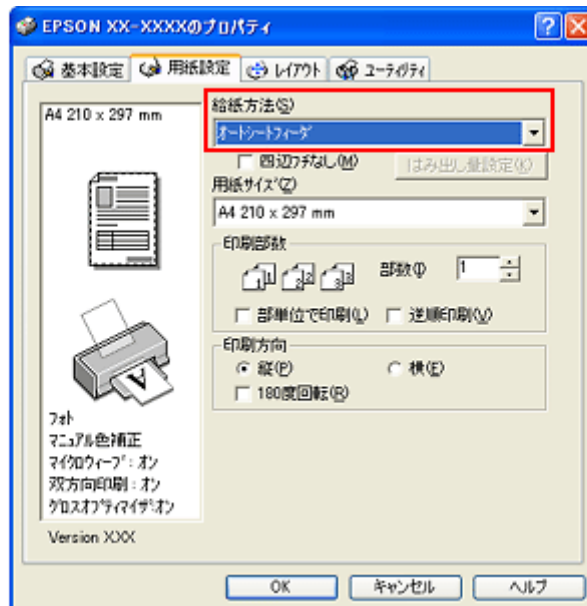 EPSON XX-XXXXのプロパティ
基本設定 用紙設定 レイアウト ユーティリティ
A4 210 x 297 mm
給紙方法(S)
オートシートフィーダ
四辺フチなし(M) はみ出し量設定(K)
用紙サイズ(Z)
A4 210 x 297 mm
印刷部数
1 1 2 2 3 3
部数(I) 1
部単位で印刷(L) 逆順印刷(V)
印刷方向
縦(P) 横(E)
180度回転(R)
A
フォト
マニュアル色補正
マイクロウィーブ：オン
双方向印刷：オン
グロスオプティマイザ：オン
Version XXX
OK キャンセル ヘルプ